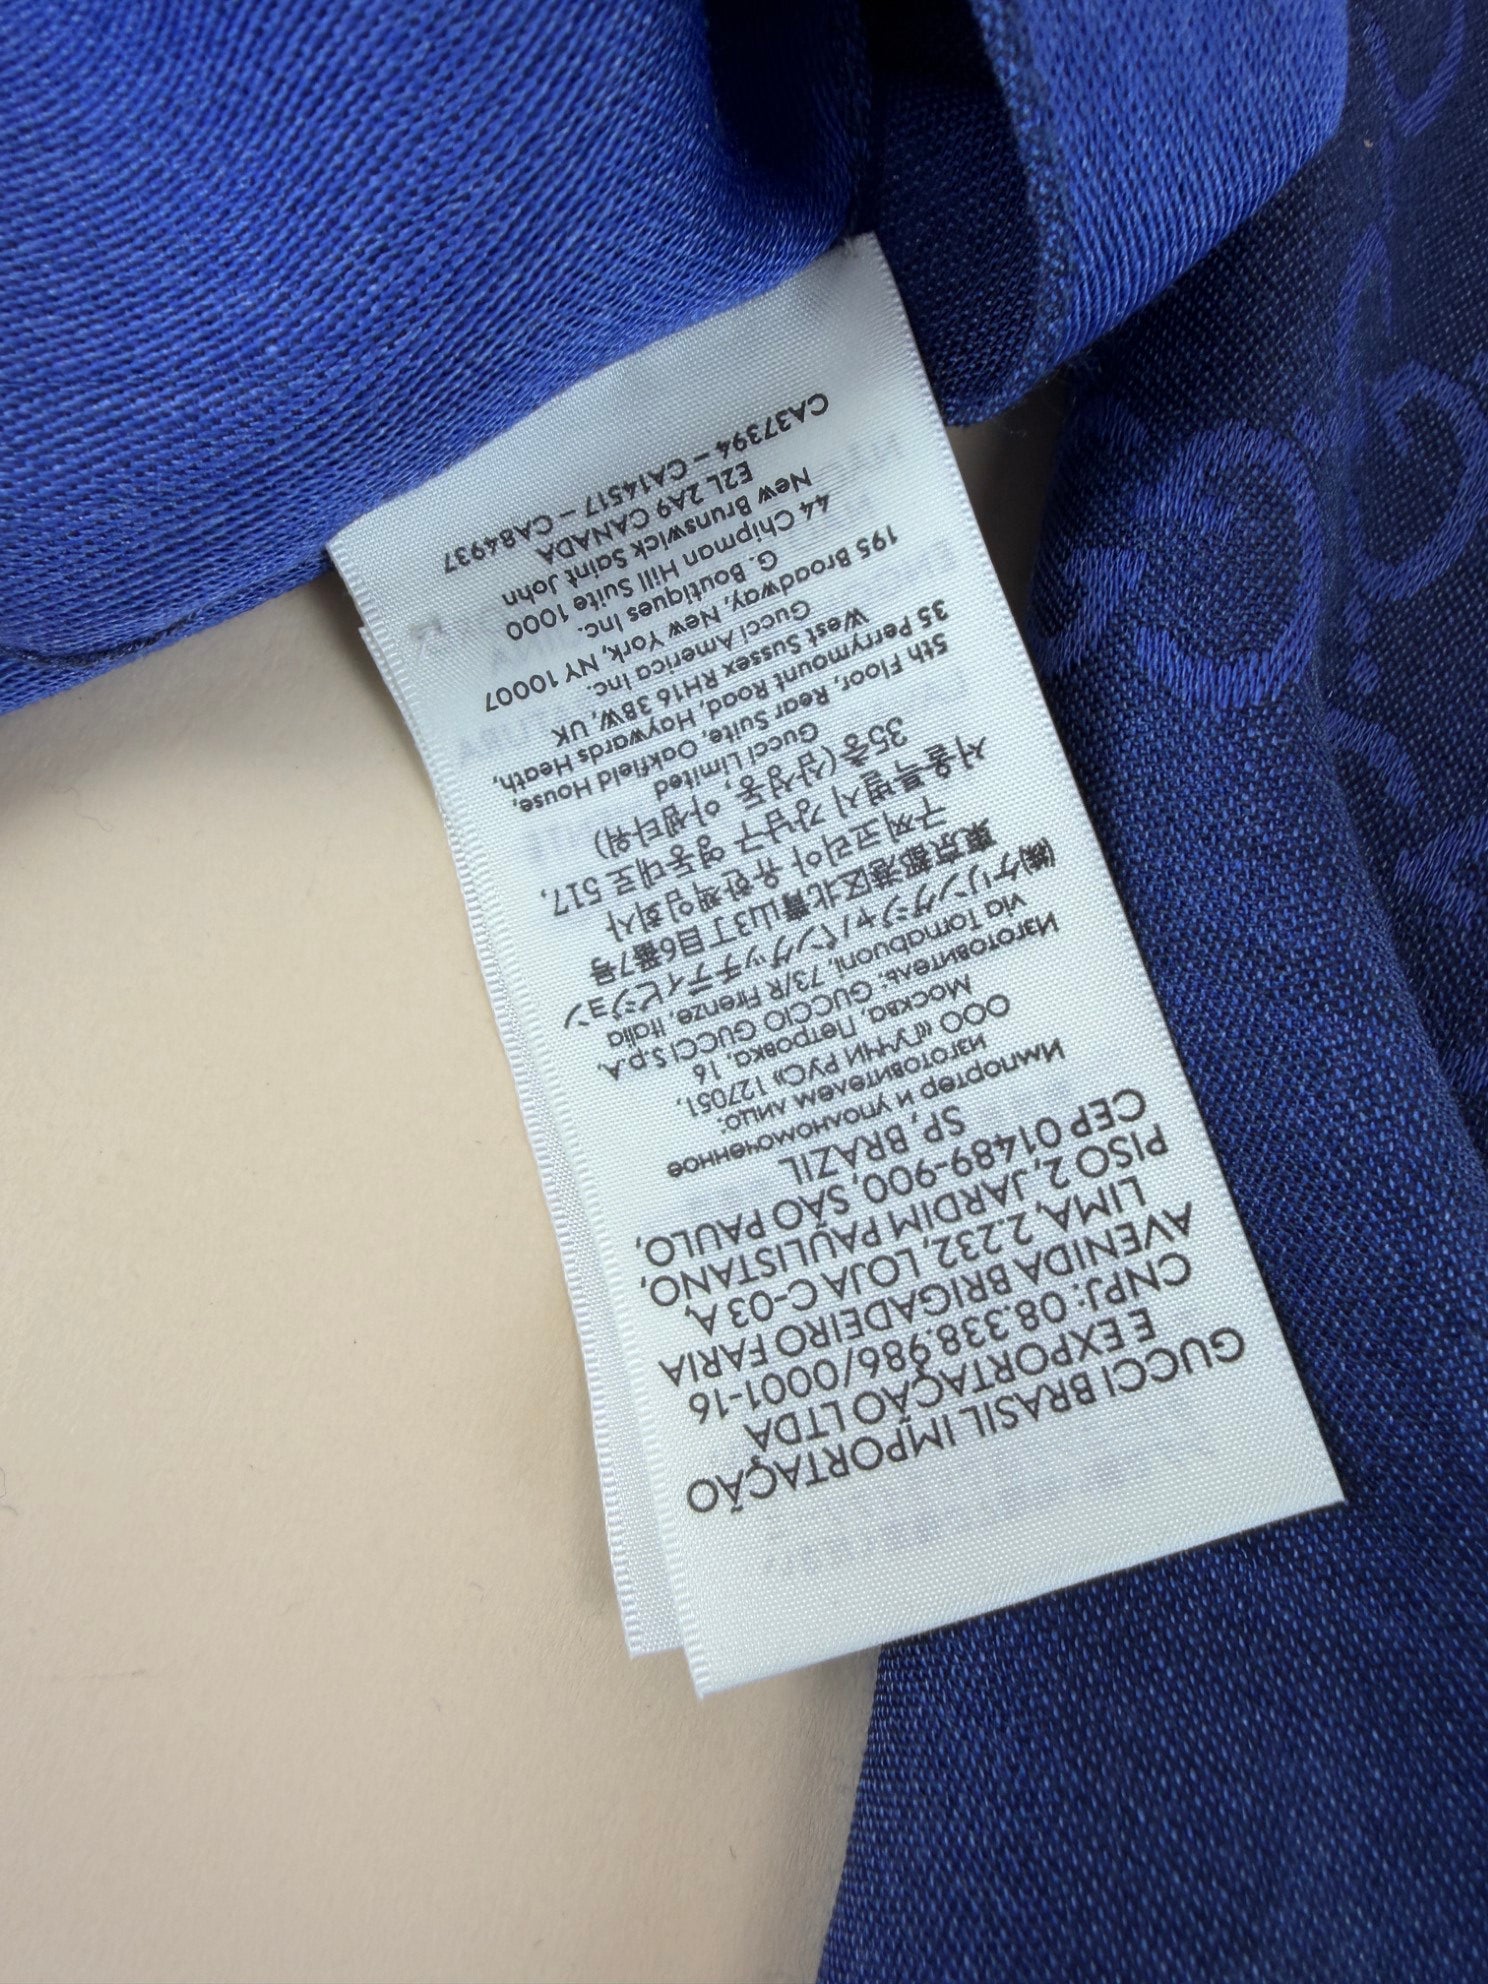 GUCCI BRASIL IMPORTAÇÃO
E EXPORTAÇÃO LTDA
CNPJ: 08.338.986/0001-16
AVENIDA BRIGADEIRO FARIA
LIMA, 2.232, LOJA C-03 A,
PISO 2, JARDIM PAULISTANO,
CEP 01489-900, SÃO PAULO,
SP, BRAZIL
Импортер и уполномоченное
изготовителем лицо:
ООО «ГУЧЧИ РУС» 127051,
Москва, Петровка, 16
Изготовитель: GUCCIO GUCCI S.p.A.
via Tornabuoni, 73/R Firenze, Italia
㈱ケリングジャパングッチディビジョン
東京都港区北青山3丁目6番7号
구찌코리아 유한책임회사
서울특별시 강남구 영동대로 517,
35층(삼성동, 아셈타워)
Gucci Limited
5th Floor, Rear Suite, Oakfield House,
35 Perrymount Road, Haywards Heath,
West Sussex RH16 3BW, UK
Gucci America Inc.
195 Broadway, New York, NY 10007
G. Boutiques Inc.
44 Chipman Hill Suite 1000
New Brunswick Saint John
E2L 2A9 CANADA
CA37394 – CA14517 – CA84937